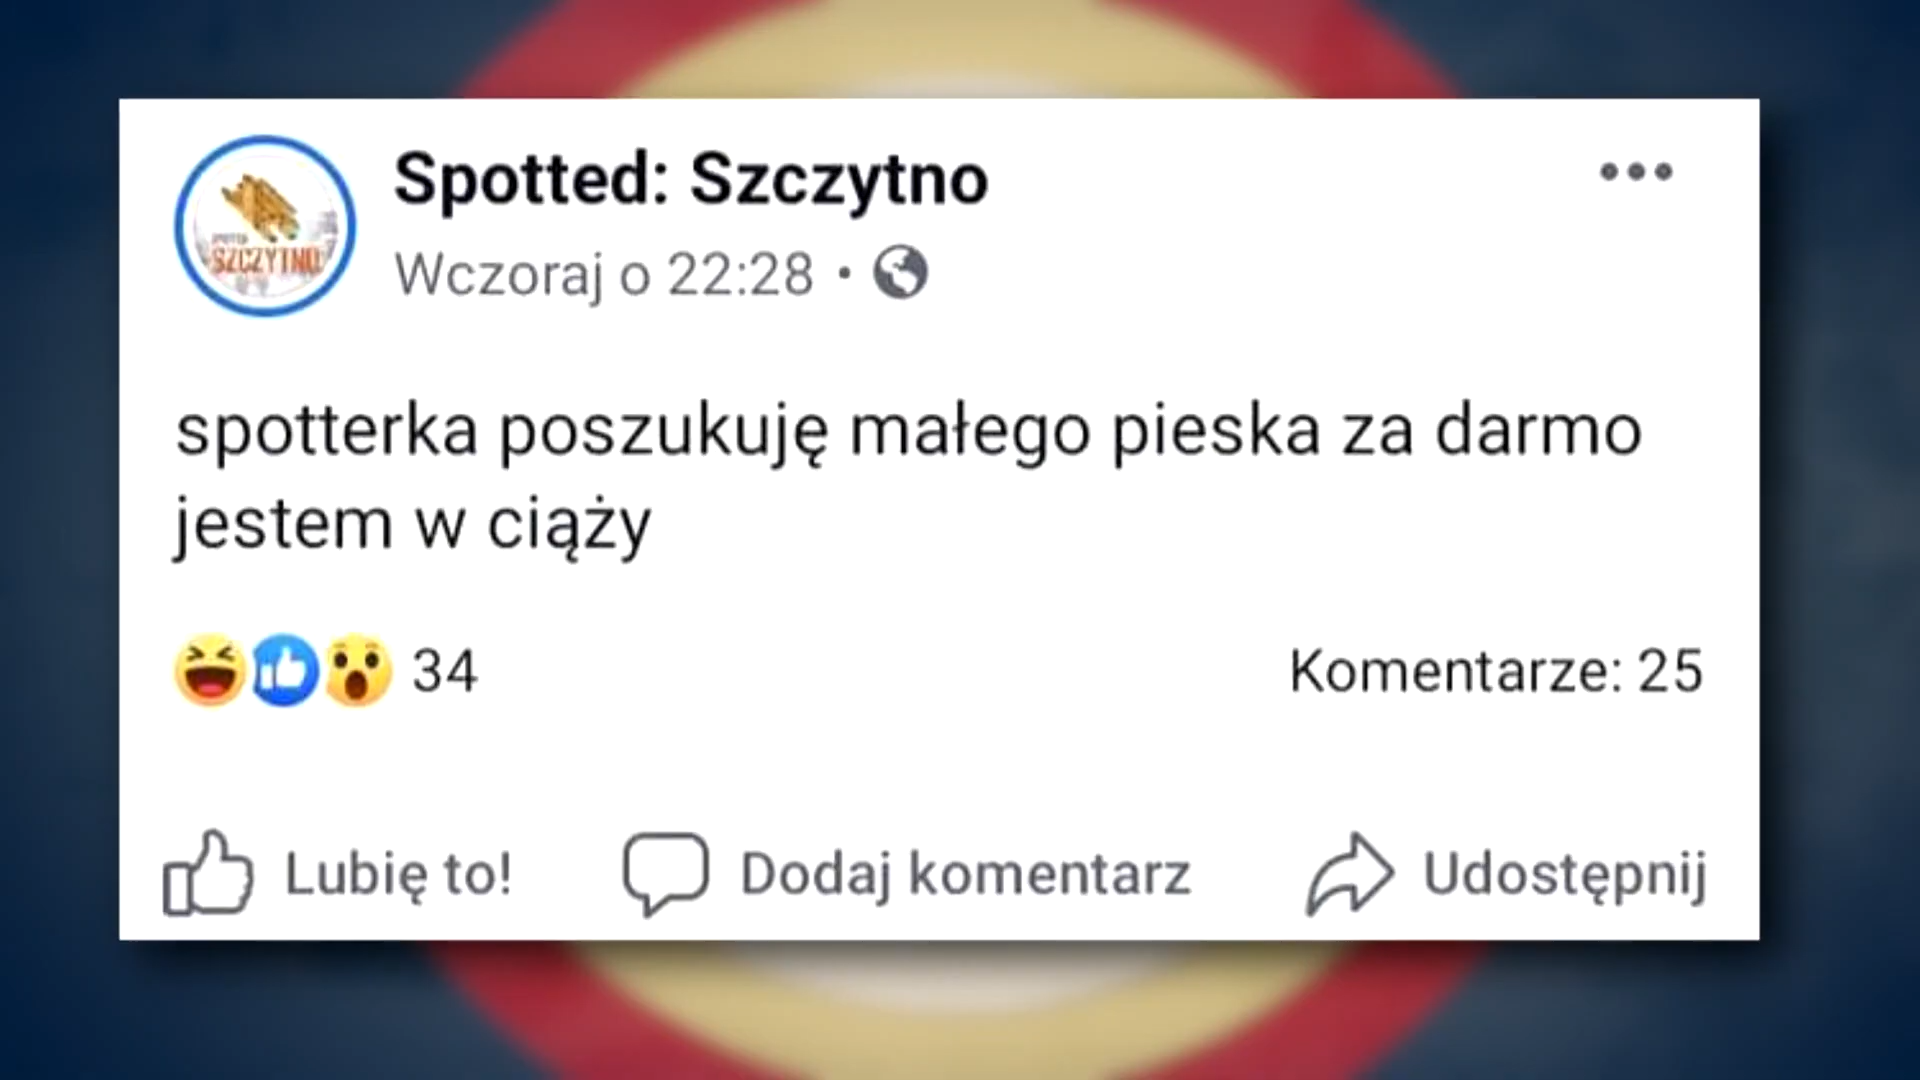 Spotted: Szczytno
Wczoraj o 22:28 •
SZCZYTNO
spotterka poszukuję małego pieska za darmo
jestem w ciąży
34
Komentarze: 25
Lubię to!
Dodaj komentarz
Udostępnij